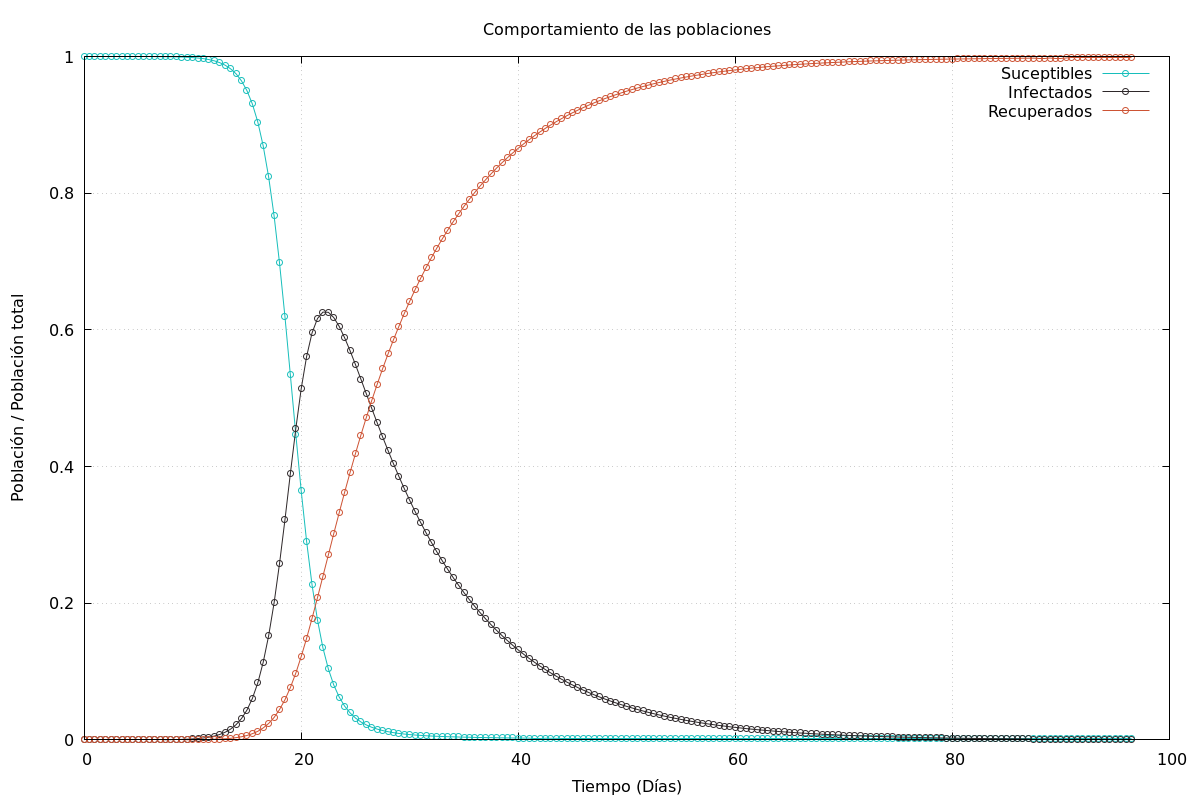 Comportamiento de las poblaciones
Suceptibles
Infectados
Recuperados
1
0.8
0.6
0.4
0.2
0
Población / Población total
0 20 40 60 80 100
Tiempo (Días)